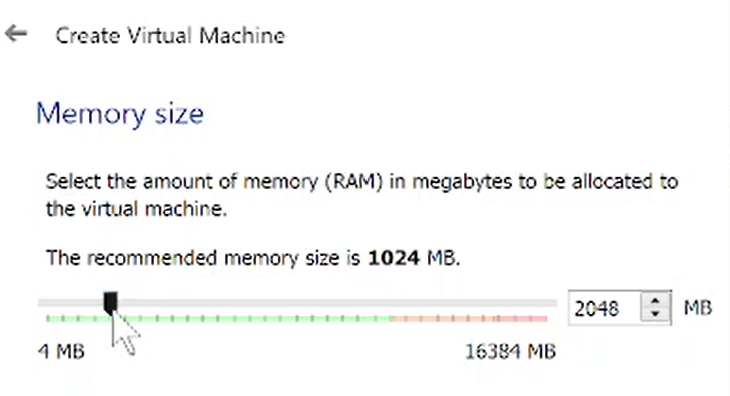 Create Virtual Machine
Memory size
Select the amount of memory (RAM) in megabytes to be allocated to
the virtual machine.
The recommended memory size is 1024 MB.
2048 MB
4 MB 16384 MB